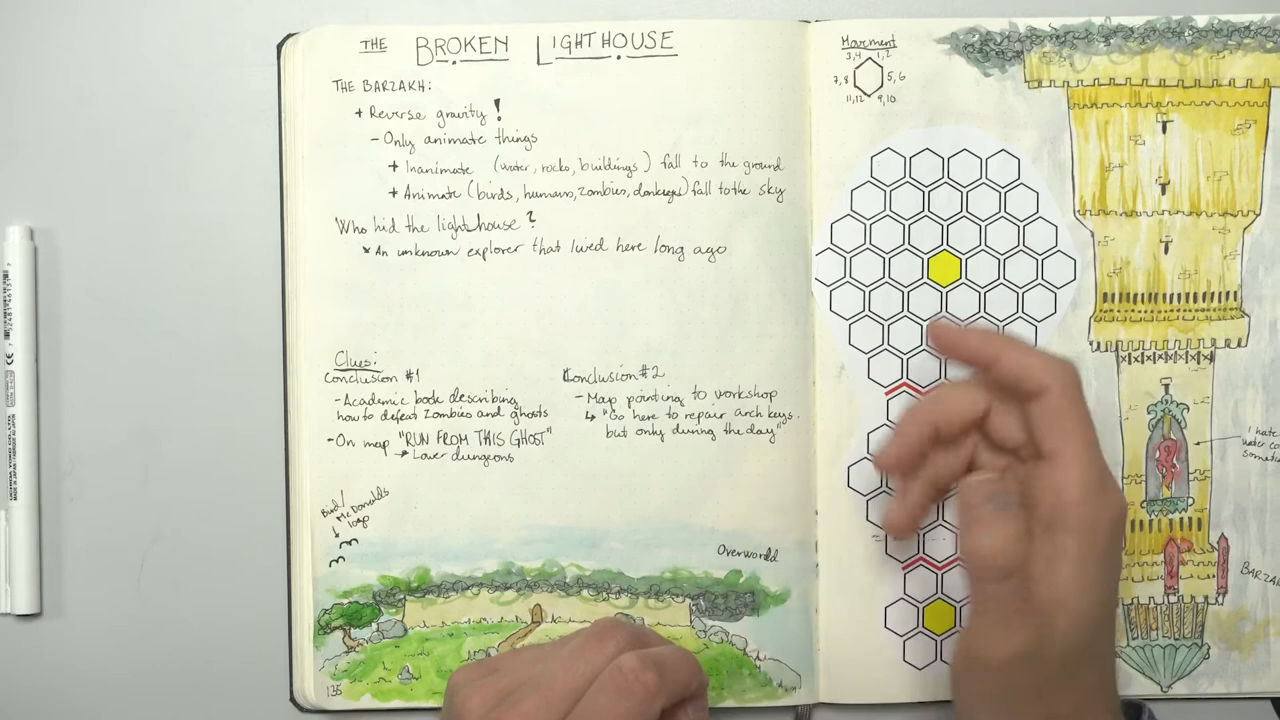 THE BROKEN LIGHTHOUSE
THE BARZAKH:
+ Reverse gravity!
- Only animate things
+ Inanimate (water, rocks, buildings) fall to the ground
+ Animate (birds, humans, zombies, donkeys) fall to the sky
Who hid the lighthouse?
* An unknown explorer that lived here long ago
Clues:
Conclusion #1
- Academic book describing
how to defeat zombies and ghosts
- On map "RUN FROM THIS GHOST"
→ Lower dungeons
Conclusion #2
- Map pointing to workshop
↳ "Go here to repair arch keys.
but only during the day"
Bird/
McDonalds
logo
Overworld
135
Movement
3,4 1,2
7,8 5,6
11,12 9,10
I hate
water